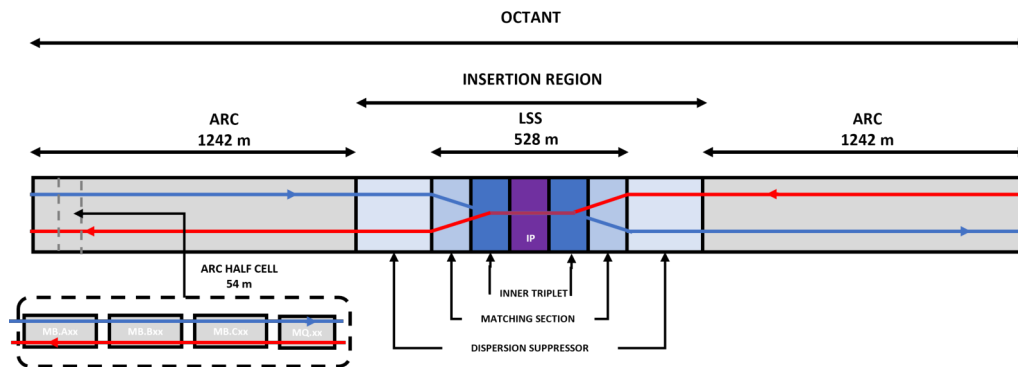 OCTANT
INSERTION REGION
ARC
1242 m
LSS
528 m
ARC
1242 m
IP
ARC HALF CELL
54 m
INNER TRIPLET
MATCHING SECTION
DISPERSION SUPPRESSOR
MB.Axx
MB.Bxx
MB.Cxx
MQ.xx